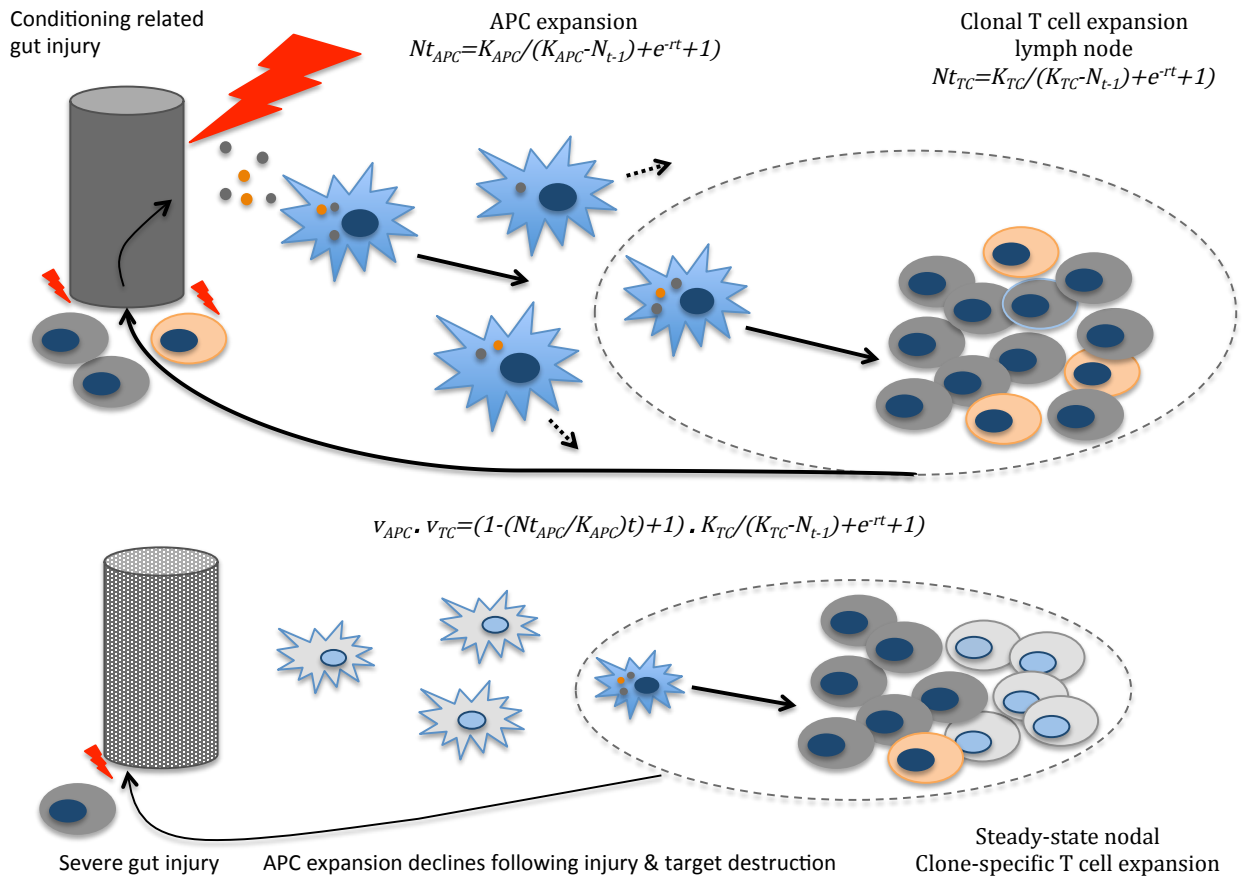 Conditioning related
gut injury
APC expansion
Nt_APC=K_APC/(K_APC-N_t-1)+e^-rt+1)
Clonal T cell expansion
lymph node
Nt_TC=K_TC/(K_TC-N_t-1)+e^-rt+1)
v_APC . v_TC=(1-(Nt_APC/K_APC)t)+1) . K_TC/(K_TC-N_t-1)+e^-rt+1)
Severe gut injury
APC expansion declines following injury & target destruction
Steady-state nodal
Clone-specific T cell expansion